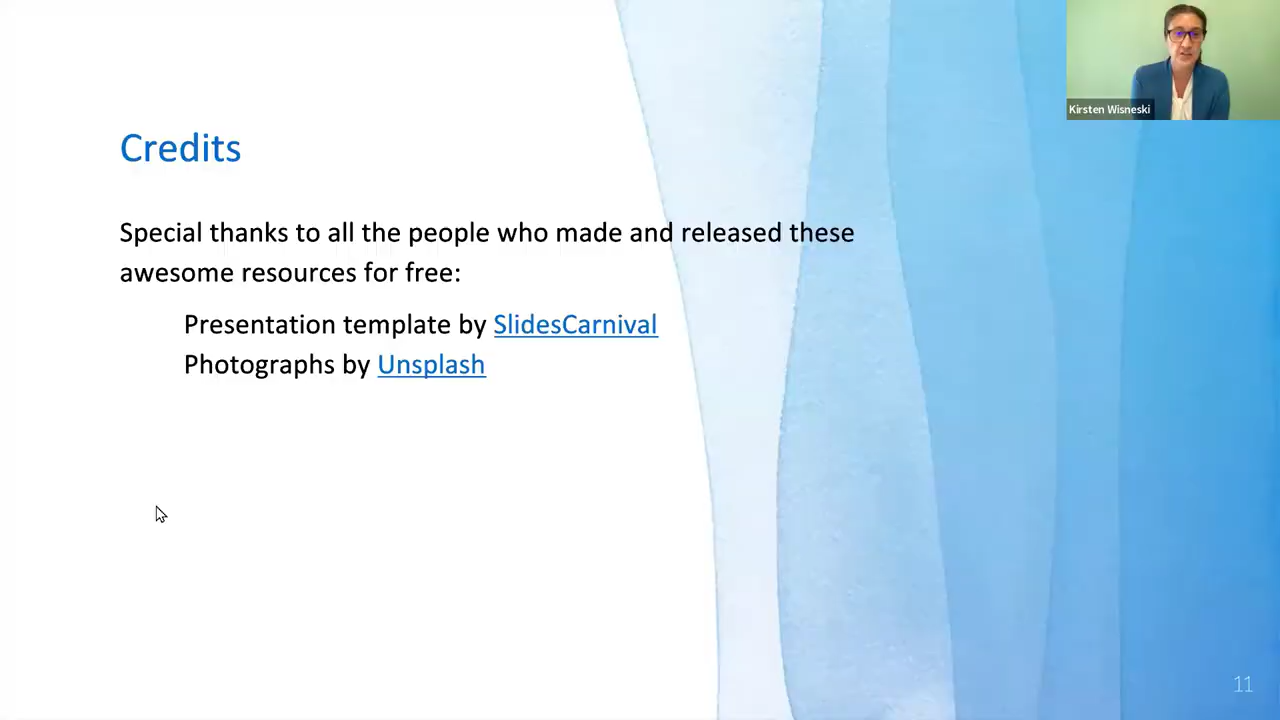 Kirsten Wisneski
Credits
Special thanks to all the people who made and released these
awesome resources for free:
Presentation template by SlidesCarnival
Photographs by Unsplash
11